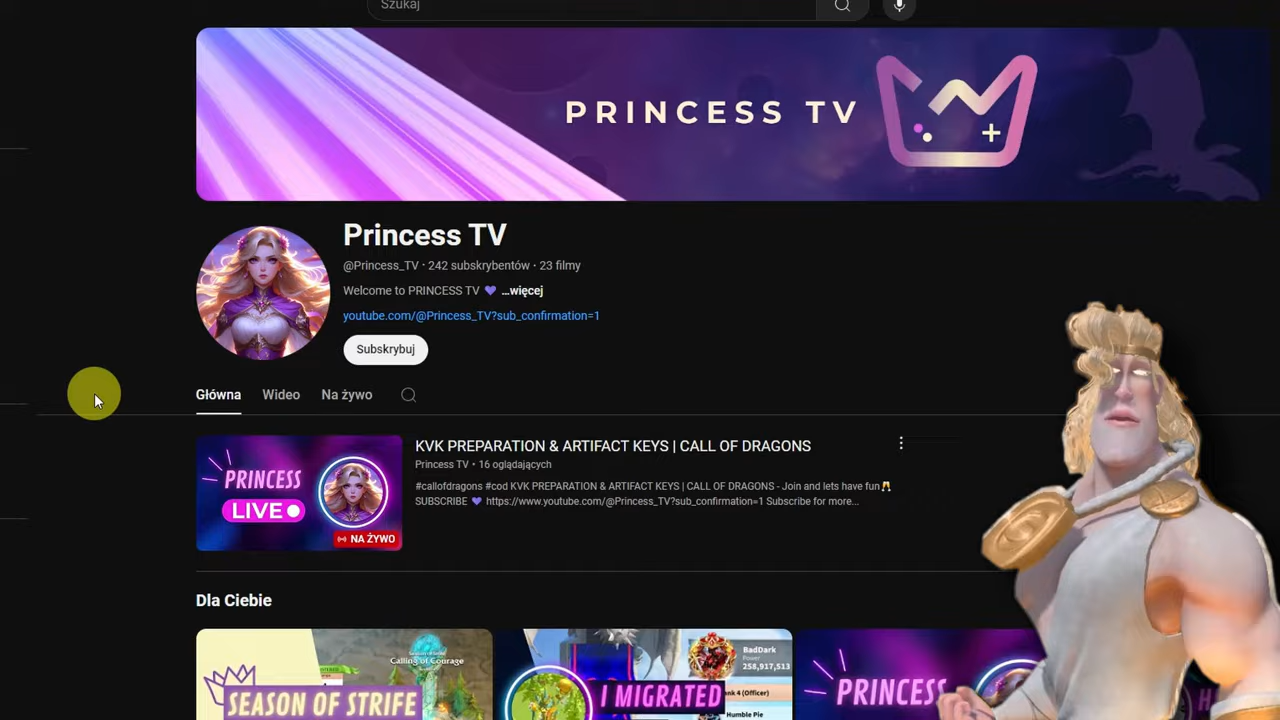 Szukaj
PRINCESS TV
Princess TV
@Princess_TV · 242 subskrybentów · 23 filmy
Welcome to PRINCESS TV 💜 ...więcej
youtube.com/@Princess_TV?sub_confirmation=1
Subskrybuj
Główna Wideo Na żywo
PRINCESS
LIVE
NA ŻYWO
KVK PREPARATION & ARTIFACT KEYS | CALL OF DRAGONS
Princess TV · 16 oglądających
#callofdragons #cod KVK PREPARATION & ARTIFACT KEYS | CALL OF DRAGONS - Join and lets have fun🥂
SUBSCRIBE 💜 https://www.youtube.com/@Princess_TV?sub_confirmation=1 Subscribe for more...
Dla Ciebie
Calling of Courage
SEASON OF STRIFE
BadDark
Power
258,917,513
I MIGRATED
nk 4 (Officer)
Humble Pie
PRINCESS